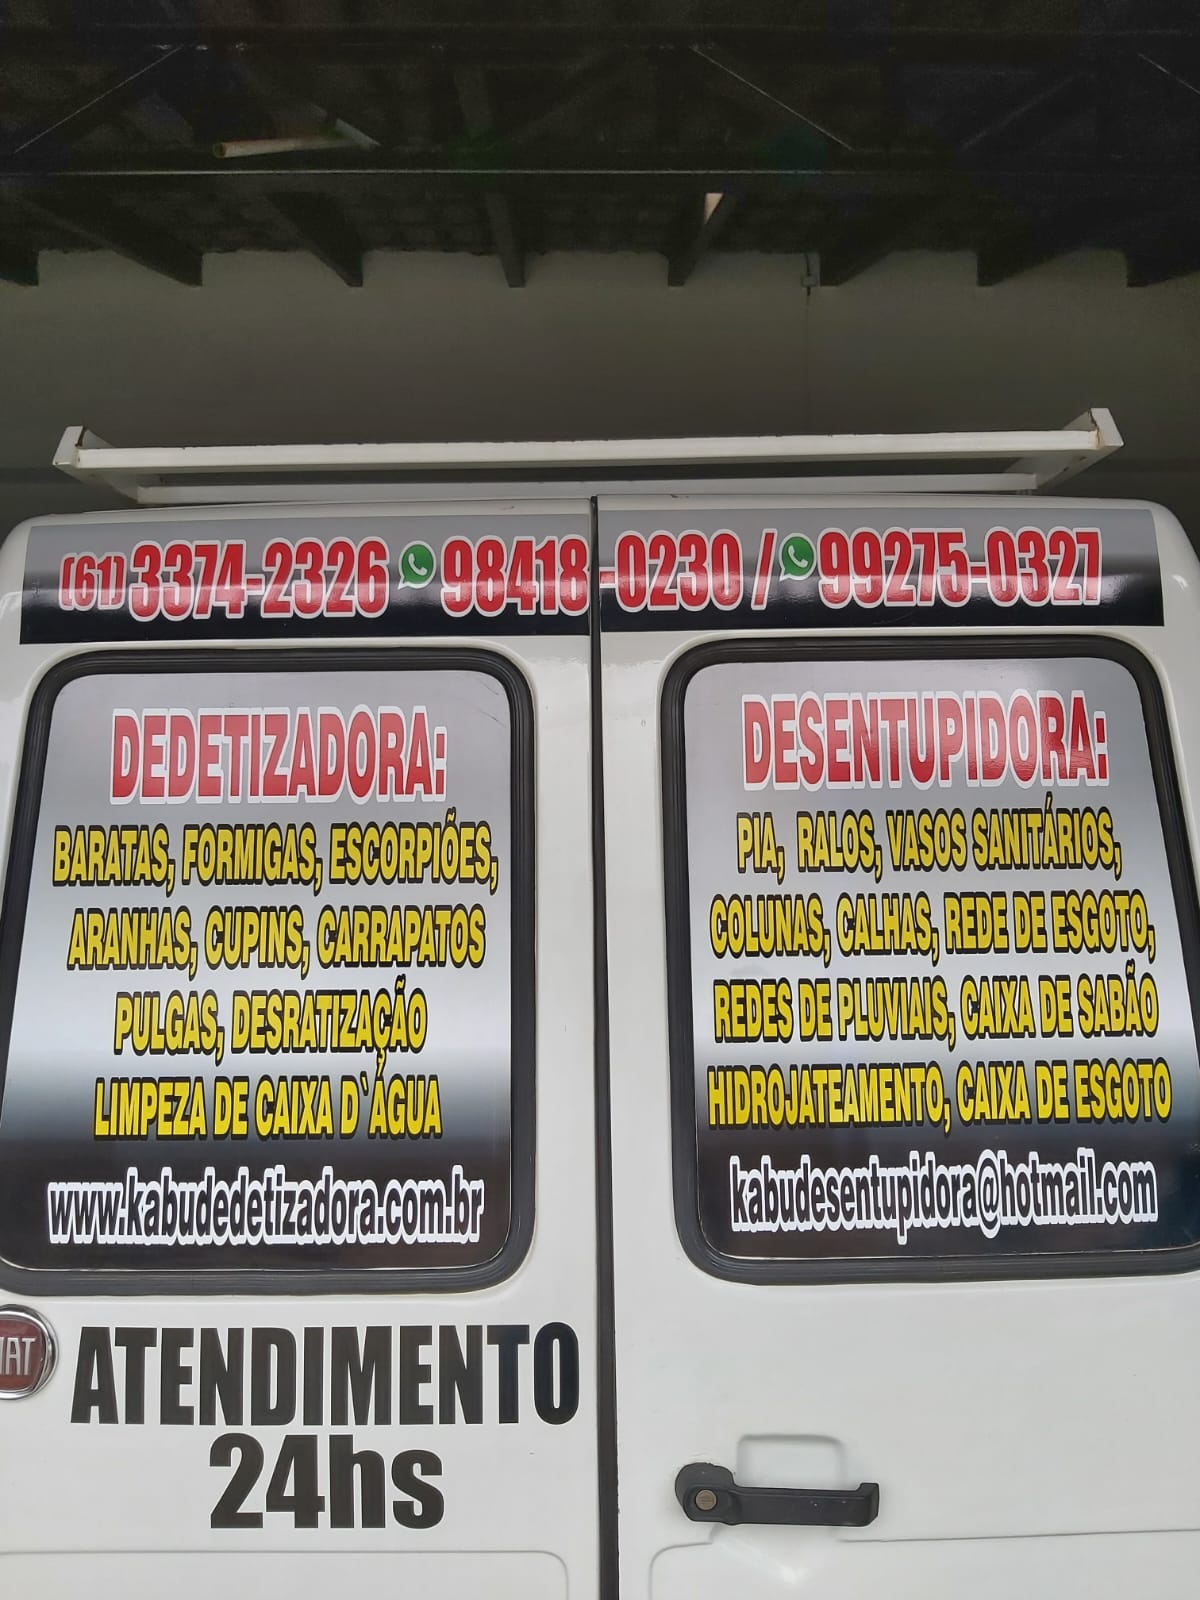 (61) 3374-2326 98418-0230 / 99275-0327
DEDETIZADORA:
BARATAS, FORMIGAS, ESCORPIÕES,
ARANHAS, CUPINS, CARRAPATOS
PULGAS, DESRATIZAÇÃO
LIMPEZA DE CAIXA D`ÁGUA
www.kabudedetizadora.com.br
DESENTUPIDORA:
PIA, RALOS, VASOS SANITÁRIOS,
COLUNAS, CALHAS, REDE DE ESGOTO,
REDES DE PLUVIAIS, CAIXA DE SABÃO
HIDROJATEAMENTO, CAIXA DE ESGOTO
kabudesentupidora@hotmail.com
FIAT
ATENDIMENTO
24hs